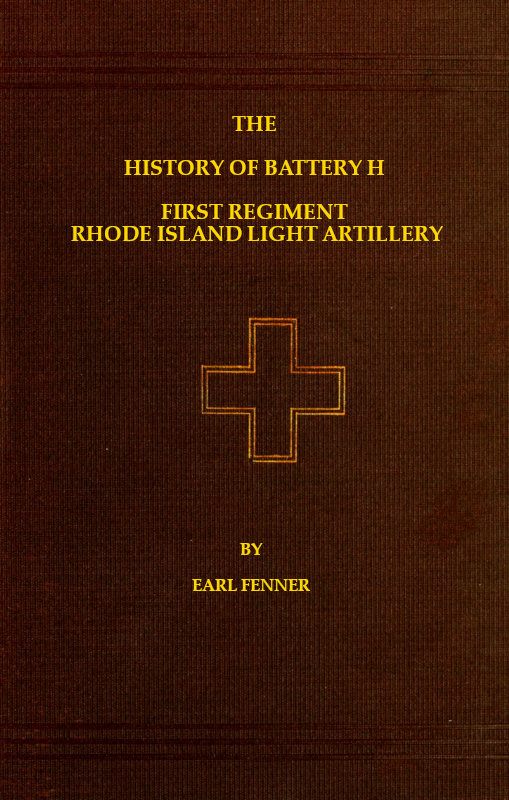 THE
HISTORY OF BATTERY H
FIRST REGIMENT
RHODE ISLAND LIGHT ARTILLERY
BY
EARL FENNER